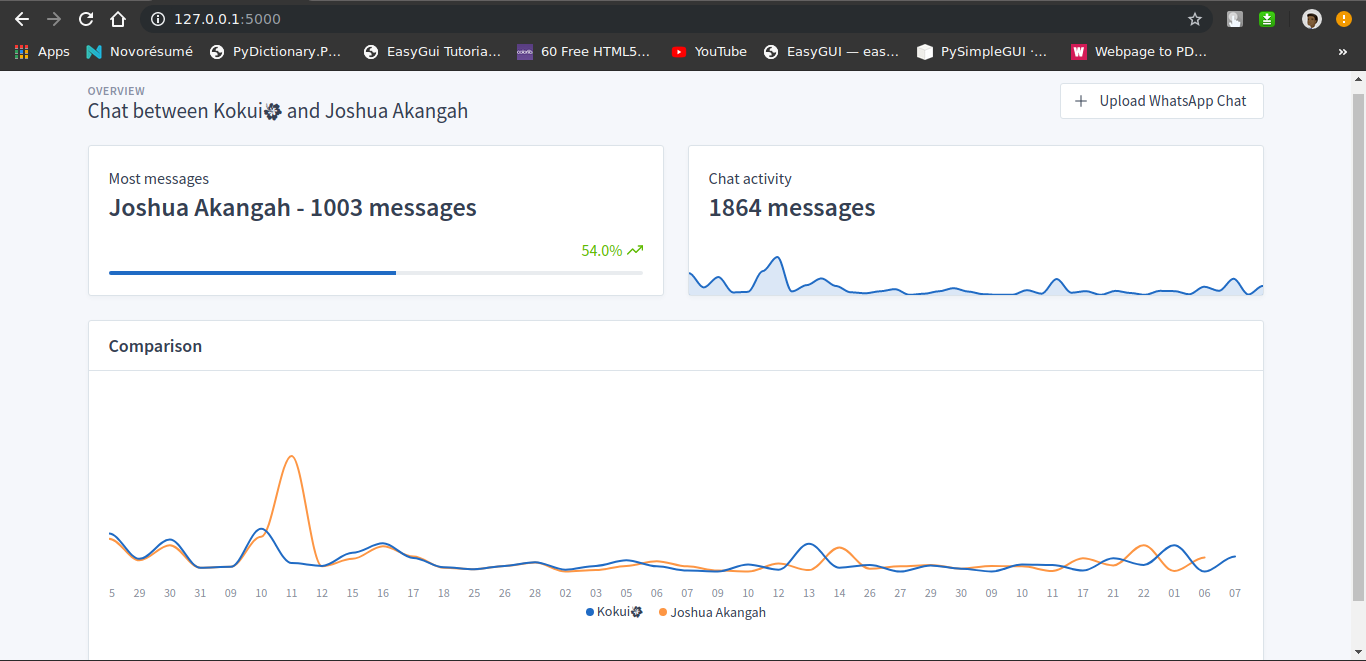 127.0.0.1:5000
Apps Novorésumé PyDictionary.P... EasyGui Tutoria... colorlib 60 Free HTML5... YouTube EasyGUI — eas... PySimpleGUI ·... W Webpage to PD... »
OVERVIEW
Chat between Kokui and Joshua Akangah
+ Upload WhatsApp Chat
Most messages
Joshua Akangah - 1003 messages
54.0%
Chat activity
1864 messages
Comparison
5 29 30 31 09 10 11 12 15 16 17 18 25 26 28 02 03 05 06 07 09 10 12 13 14 26 27 29 30 09 10 11 17 21 22 01 06 07
Kokui Joshua Akangah